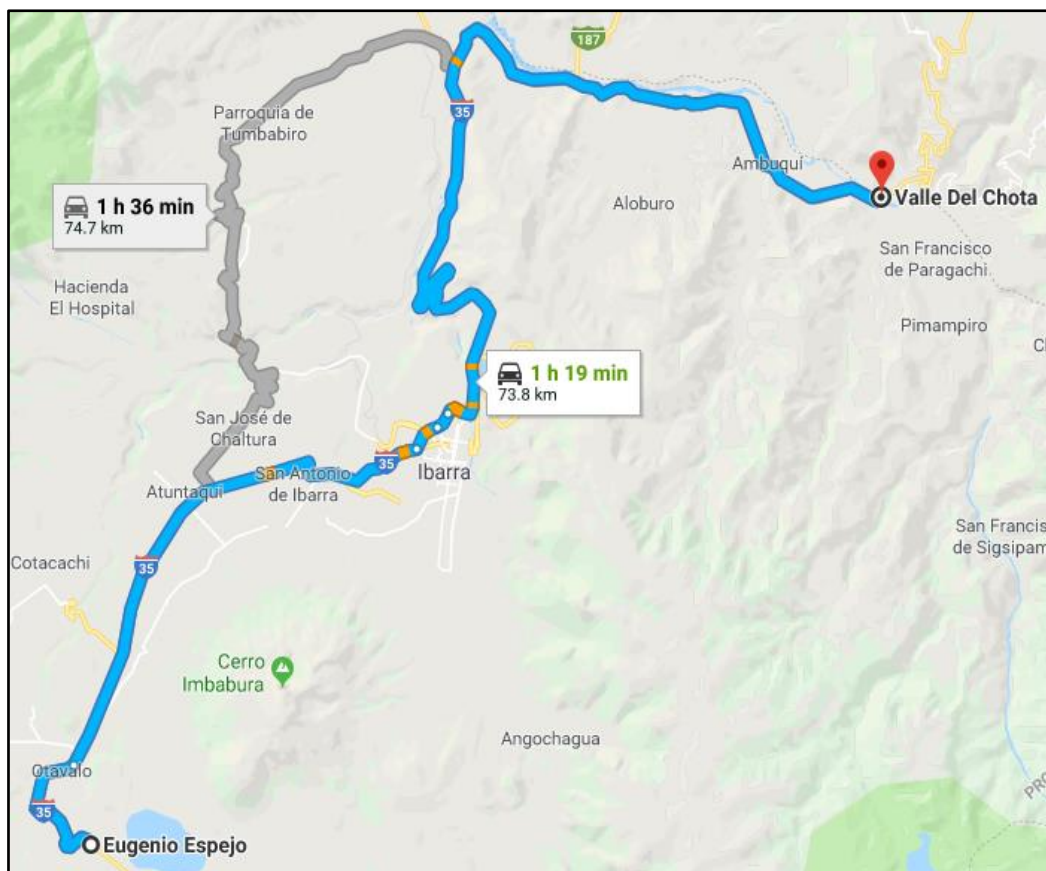 187
35
Parroquia de
Tumbabiro
Ambuquí
1 h 36 min
74.7 km
Valle Del Chota
Aloburo
San Francisco
de Paragachi
Hacienda
El Hospital
Pimampiro
1 h 19 min
73.8 km
San José de
Chaltura
35
Ibarra
San Antonio
de Ibarra
Atuntaqui
San Francis
de Sigsipam
Cotacachi
35
Cerro
Imbabura
Angochagua
Otavalo
35
Eugenio Espejo